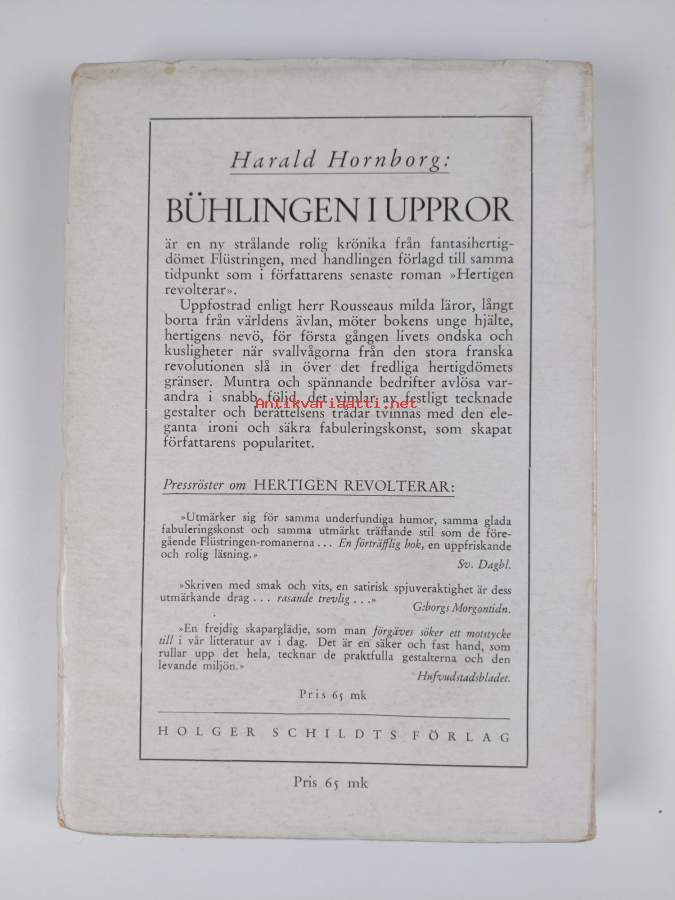 Harald Hornborg:
BÜHLINGEN I UPPROR
är en ny strålande rolig krönika från fantasihertig-
dömet Flüstringen, med handlingen förlagd till samma
tidpunkt som i författarens senaste roman »Hertigen
revolterar».
Uppfostrad enligt herr Rousseaus milda läror, långt
borta från världens ävlan, möter bokens unge hjälte,
hertigens nevö, för första gången livets ondska och
kusligheter när svallvågorna från den stora franska
revolutionen slå in över det fredliga hertigdömets
gränser. Muntra och spännande bedrifter avlösa var-
andra i snabb följd, det vimlar av festligt tecknade
Antikvariaatti.net
gestalter och berättelsens trådar tvinnas med den ele-
ganta ironi och säkra fabuleringskonst, som skapat
författarens popularitet.
Pressröster om HERTIGEN REVOLTERAR:
»Utmärker sig för samma underfundiga humor, samma glada
fabuleringskonst och samma utmärkt träffande stil som de före-
gående Flüstringen-romanerna . . . En förträfflig bok, en uppfriskande
och rolig läsning.»
Sv. Dagbl.
»Skriven med smak och vits, en satirisk spjuveraktighet är dess
utmärkande drag . . . rasande trevlig . . .»
G:borgs Morgontidn.
»En frejdig skaparglädje, som man förgäves söker ett motstycke
till i vår litteratur av i dag. Det är en säker och fast hand, som
rullar upp det hela, tecknar de praktfulla gestalterna och den
levande miljön.»
Hufvudstadsbladet.
Pris 65 mk
HOLGER SCHILDTS FÖRLAG
Pris 65 mk